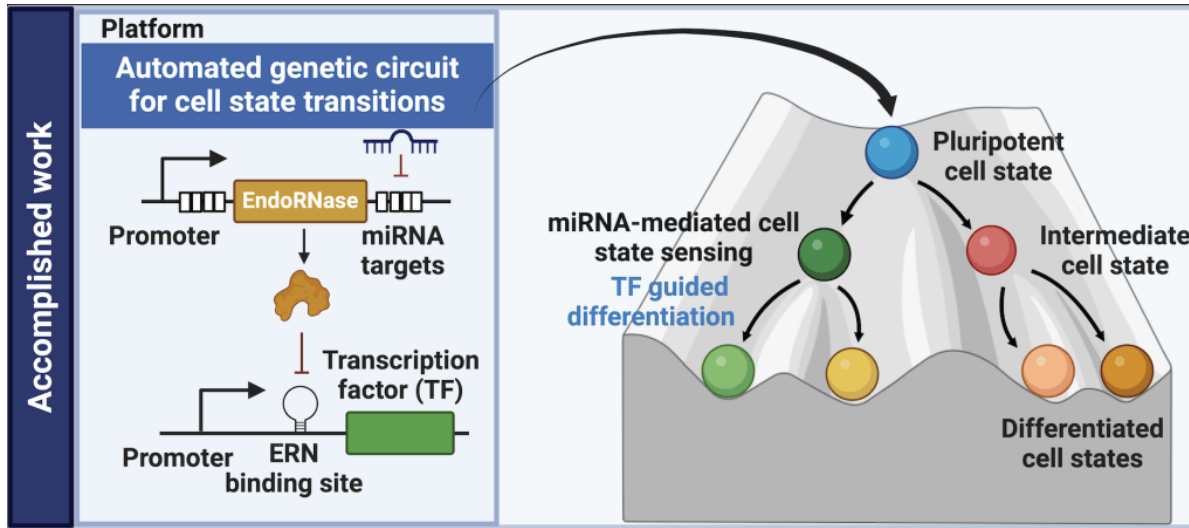 Accomplished work
Platform
Automated genetic circuit
for cell state transitions
EndoRNase
Promoter
miRNA
targets
Transcription
factor (TF)
Promoter
ERN
binding site
Pluripotent
cell state
miRNA-mediated cell
state sensing
TF guided
differentiation
Intermediate
cell state
Differentiated
cell states